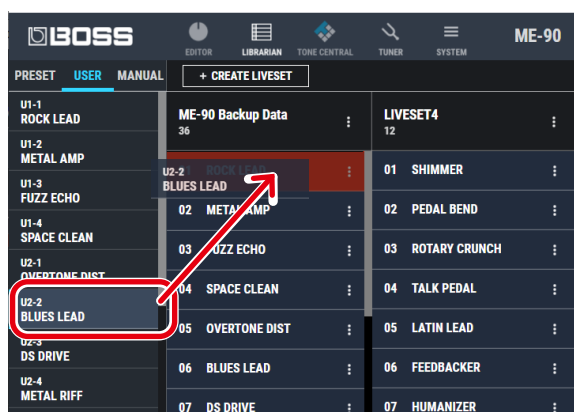 BOSS
EDITOR
LIBRARIAN
TONE CENTRAL
TUNER
SYSTEM
ME-90
PRESET
USER
MANUAL
+ CREATE LIVESET
U1-1
ROCK LEAD
U1-2
METAL AMP
U1-3
FUZZ ECHO
U1-4
SPACE CLEAN
U2-1
OVERTONE DIST
U2-2
BLUES LEAD
U2-3
DS DRIVE
U2-4
METAL RIFF
ME-90 Backup Data
36
U2-2
BLUES LEAD
01 ROCK LEAD
02 METAL AMP
03 FUZZ ECHO
04 SPACE CLEAN
05 OVERTONE DIST
06 BLUES LEAD
07 DS DRIVE
LIVESET4
12
01 SHIMMER
02 PEDAL BEND
03 ROTARY CRUNCH
04 TALK PEDAL
05 LATIN LEAD
06 FEEDBACKER
07 HUMANIZER